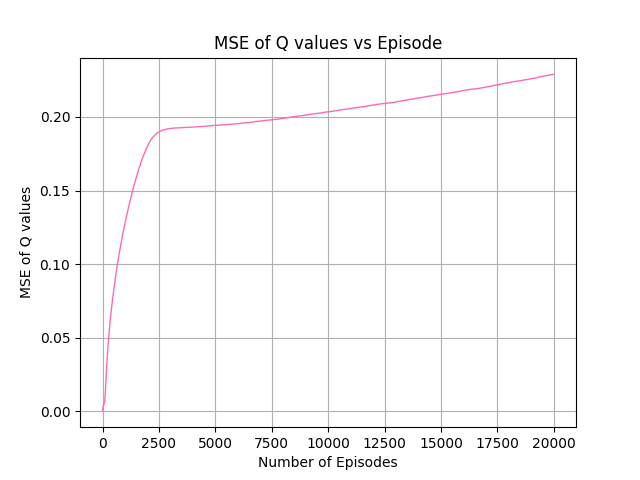 MSE of Q values vs Episode
MSE of Q values
0.20
0.15
0.10
0.05
0.00
0 2500 5000 7500 10000 12500 15000 17500 20000
Number of Episodes